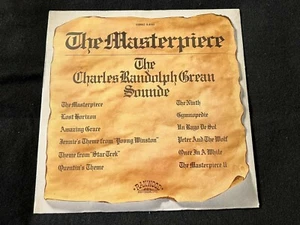 The Masterpiece
The
Charles Randolph Grean
Sounde
The Masterpiece
Lost Horizon
Amazing Grace
Jennie's Theme from "Young Winston"
Theme from "Star Trek"
Quentin's Theme
The Ninth
Gymnopedie
Un Rayo De Sol
Peter And The Wolf
Once In A While
The Masterpiece II